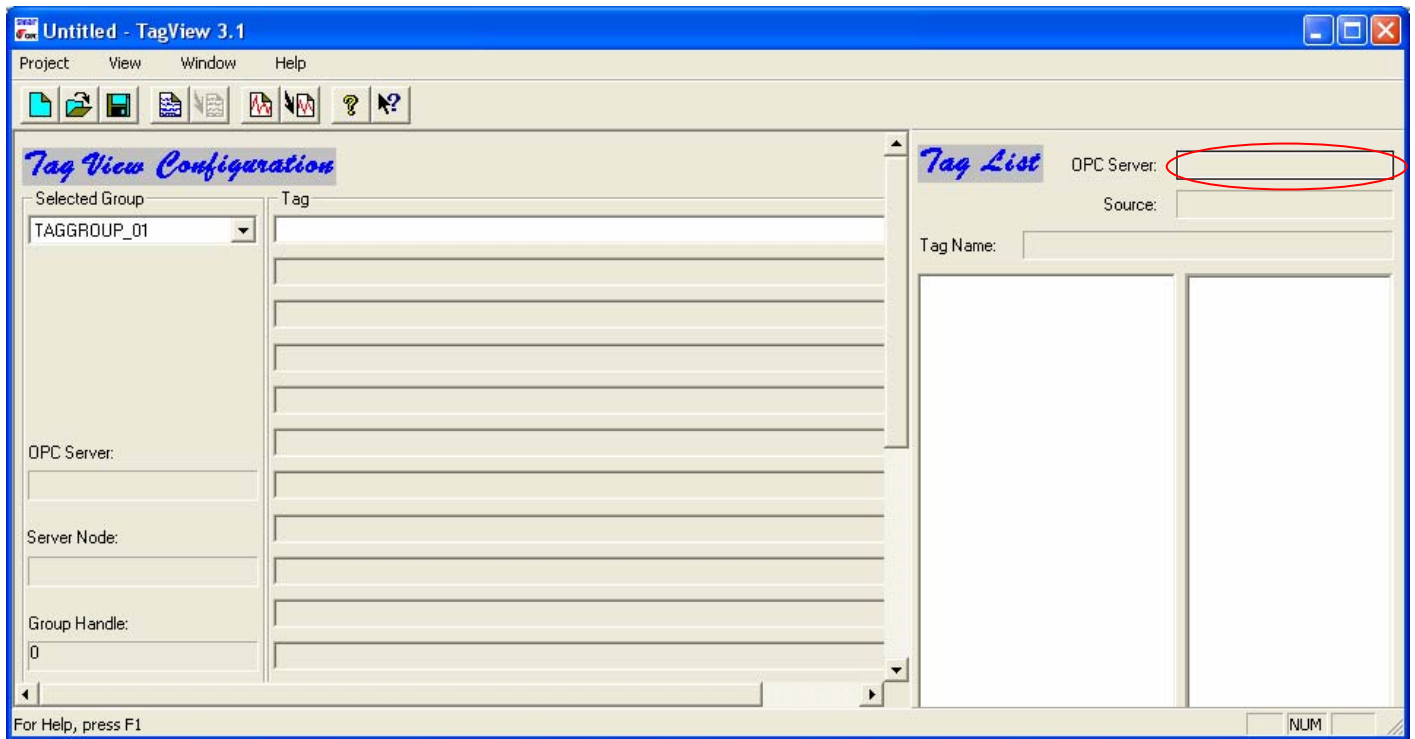 Untitled - TagView 3.1
Project View Window Help
Tag View Configuration
Selected Group
TAGGROUP_01
Tag
OPC Server:
Server Node:
Group Handle:
0
Tag List
OPC Server:
Source:
Tag Name:
For Help, press F1
NUM